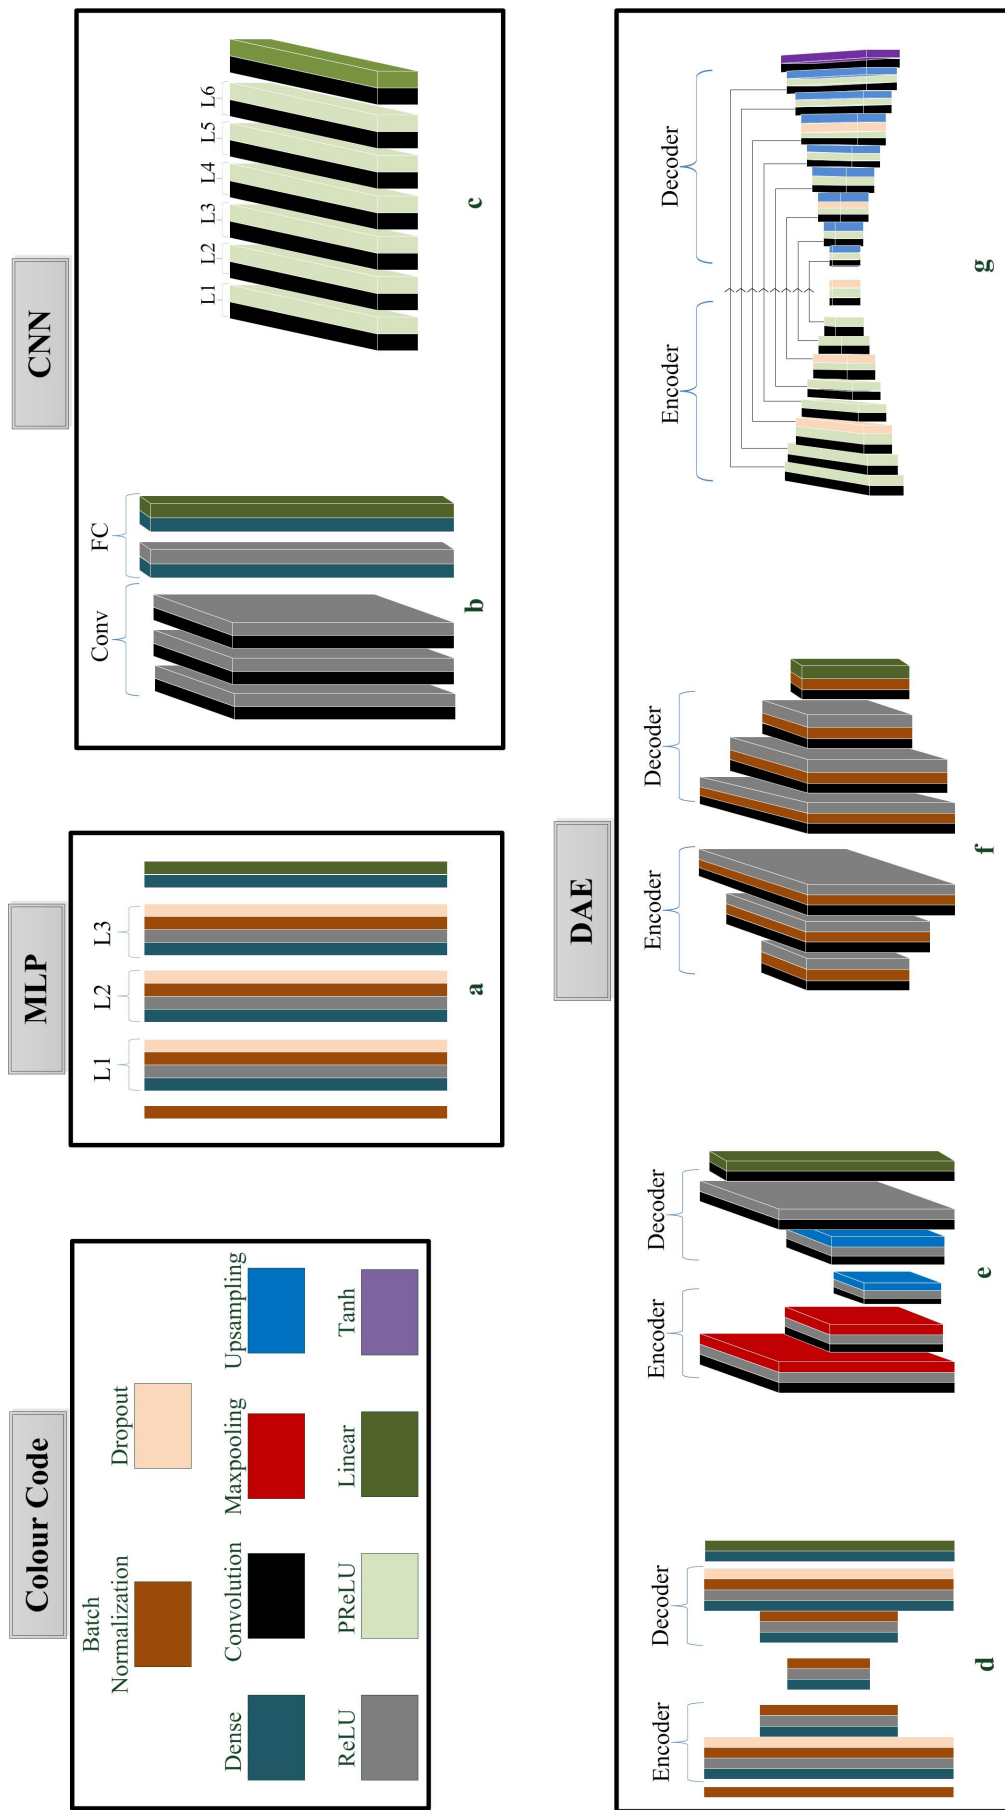 Colour Code
Batch
Normalization
Dropout
Dense
Convolution
Maxpooling
Upsampling
ReLU
PReLU
Linear
Tanh
MLP
L1
L2
L3
a
CNN
Conv
FC
b
L1
L2
L3
L4
L5
L6
c
DAE
Encoder
Decoder
d
Encoder
Decoder
e
Encoder
Decoder
f
Encoder
Decoder
g